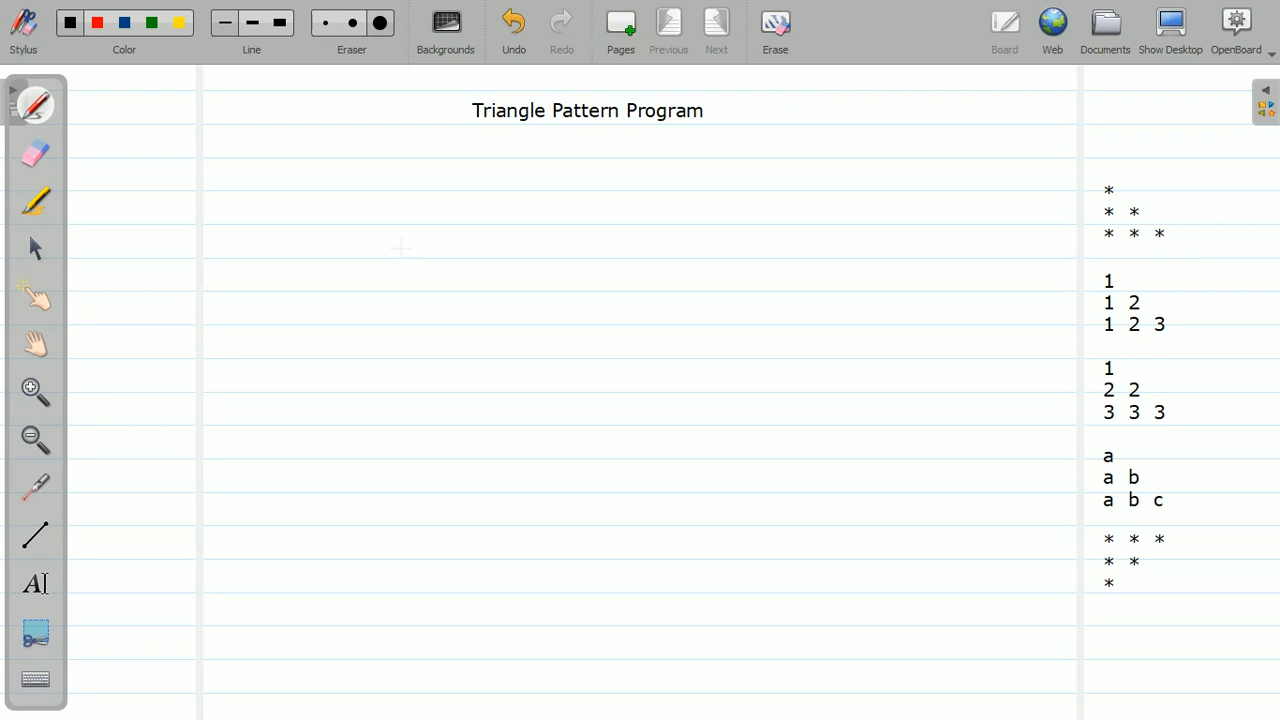 Stylus Color Line Eraser Backgrounds Undo Redo Pages Previous Next Erase Board Web Documents Show Desktop OpenBoard
Triangle Pattern Program
*
* *
* * *
1
1 2
1 2 3
1
2 2
3 3 3
a
a b
a b c
* * *
* *
*